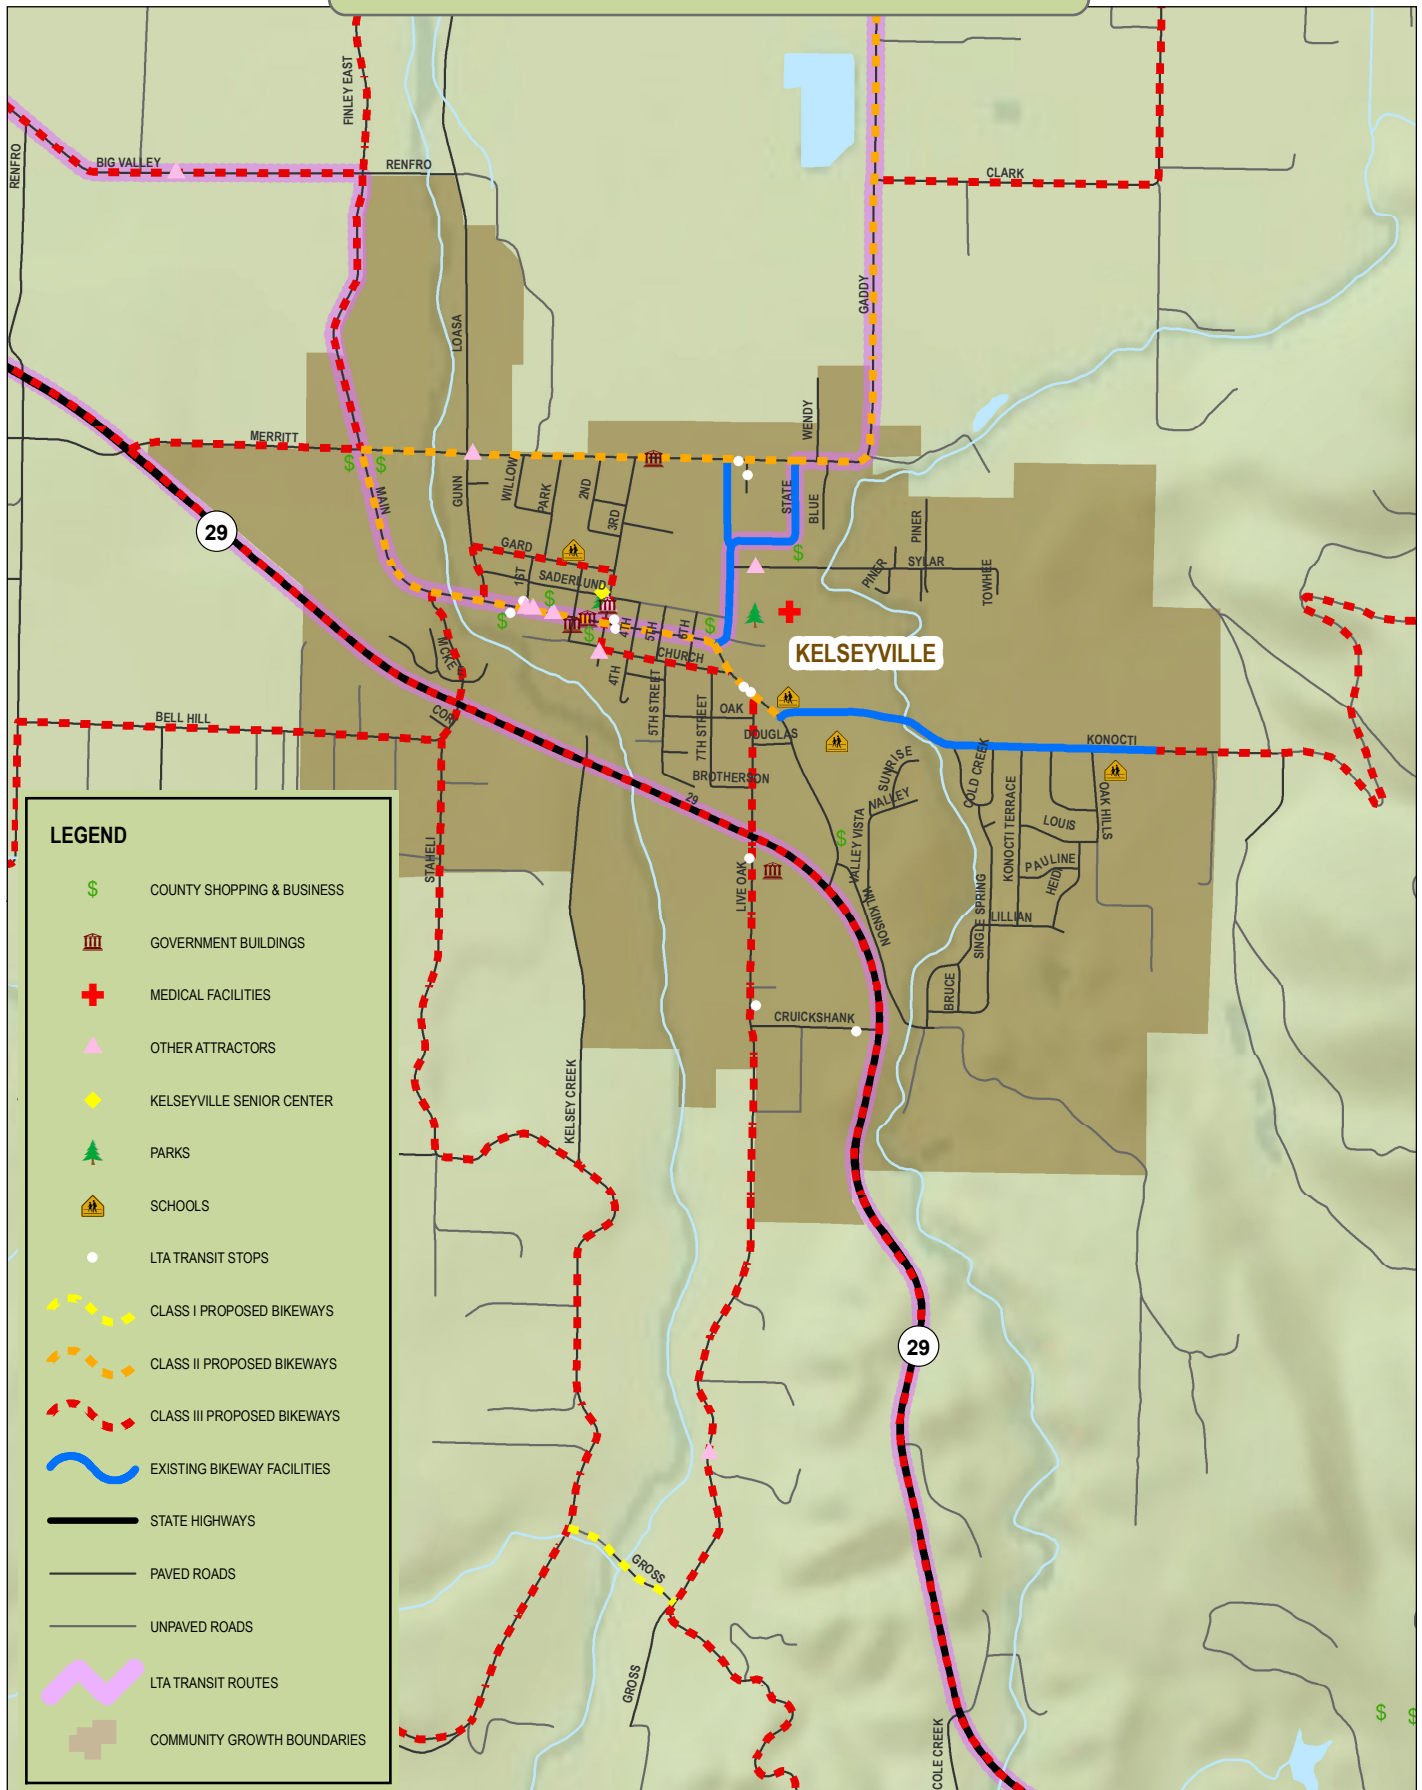 FINLEY EAST
RENFRO
BIG VALLEY
RENFRO
CLARK
GADDY
LOASA
WENDY
MERRITT
MAIN
GUNN
WILLOW
PARK
2ND
3RD
STATE
BLUE
PINER
29
GARD
1ST
SADERLUND
PINER
SYLAR
TOWHEE
4TH
5TH
6TH
KELSEYVILLE
MCKE
CHURCH
4TH
5TH STREET
7TH STREET
OAK
DOUGLAS
COR
BELL HILL
KONOCTI
BROTHERSON
29
SUNRISE
VALLEY
COLD CREEK
KONOCTI TERRACE
OAK HILLS
LOUIS
PAULINE
HEIDI
VALLEY VISTA
WILKINSON
LIVE OAK
STAHELI
SINGLE SPRING
LILLIAN
BRUCE
CRUICKSHANK
KELSEY CREEK
29
GROSS
GROSS
COLE CREEK
LEGEND
$ COUNTY SHOPPING & BUSINESS
GOVERNMENT BUILDINGS
MEDICAL FACILITIES
OTHER ATTRACTORS
KELSEYVILLE SENIOR CENTER
PARKS
SCHOOLS
LTA TRANSIT STOPS
CLASS I PROPOSED BIKEWAYS
CLASS II PROPOSED BIKEWAYS
CLASS III PROPOSED BIKEWAYS
EXISTING BIKEWAY FACILITIES
STATE HIGHWAYS
PAVED ROADS
UNPAVED ROADS
LTA TRANSIT ROUTES
COMMUNITY GROWTH BOUNDARIES